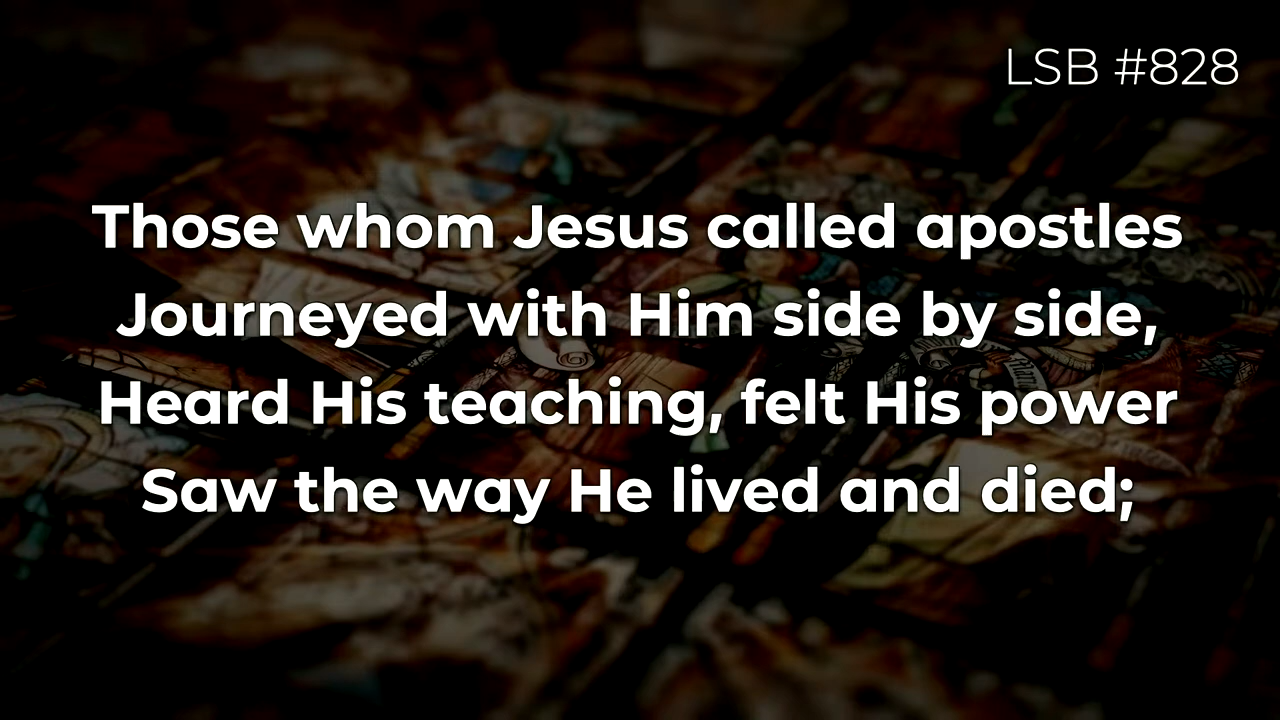 LSB #828
Those whom Jesus called apostles
Journeyed with Him side by side,
Heard His teaching, felt His power
Saw the way He lived and died;